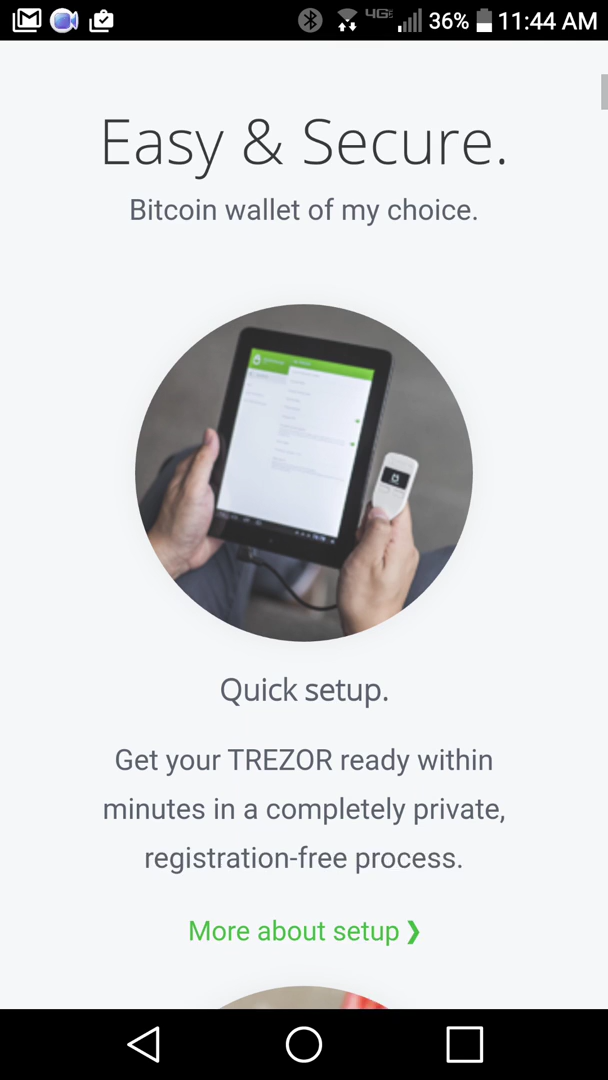 4G
36%
11:44 AM
Easy & Secure.
Bitcoin wallet of my choice.
Quick setup.
Get your TREZOR ready within
minutes in a completely private,
registration-free process.
More about setup ❯